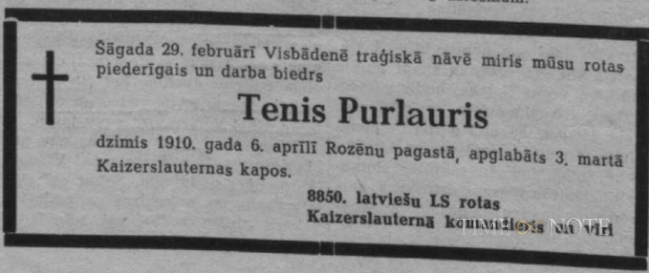 Šāgada 29. februārī Visbādenē traģiskā nāvē miris mūsu rotas
piederīgais un darba biedrs
Tenis Purlauris
dzimis 1910. gada 6. aprīlī Rozēnu pagastā, apglabāts 3. martā
Kaizerslauternas kapos.
8850. latviešu LS rotas
Kaizerslauternā komandieris un vīri